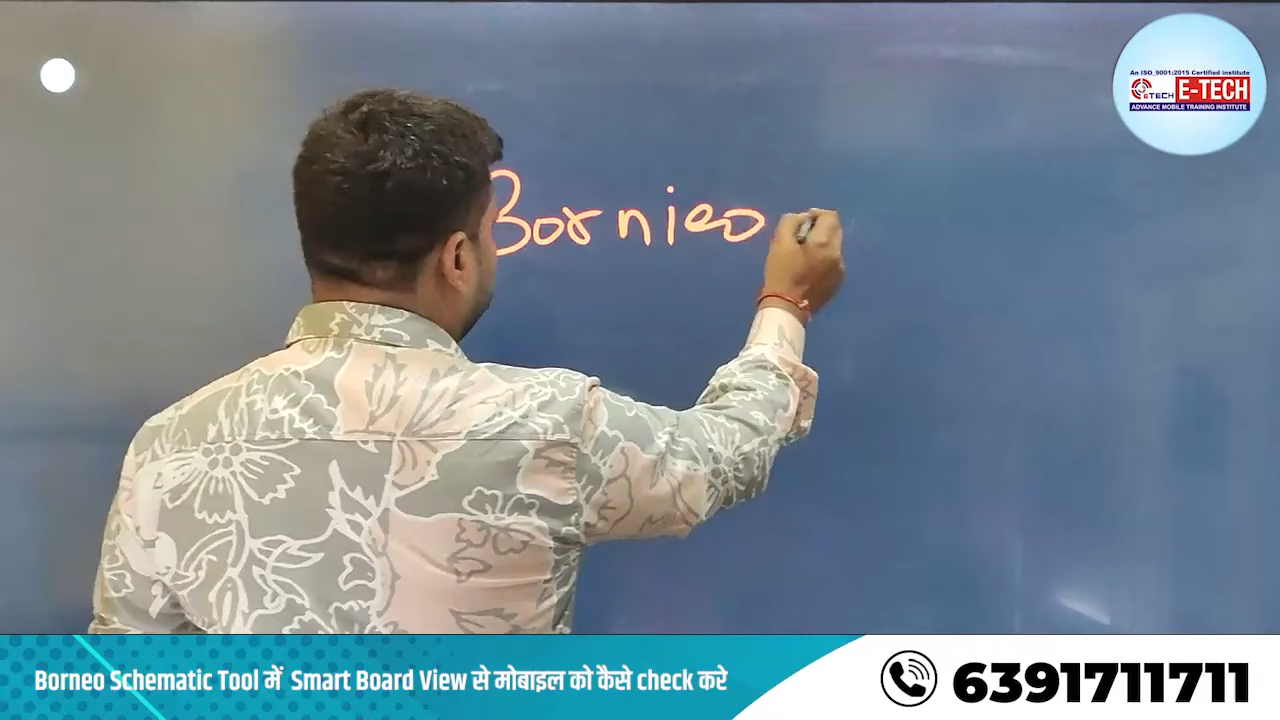 An ISO 9001:2015 Certified institute
ETECH E-TECH
ADVANCE MOBILE TRAINING INSTITUTE
Bornieo
Borneo Schematic Tool में Smart Board View से मोबाइल को कैसे check करे
6391711711